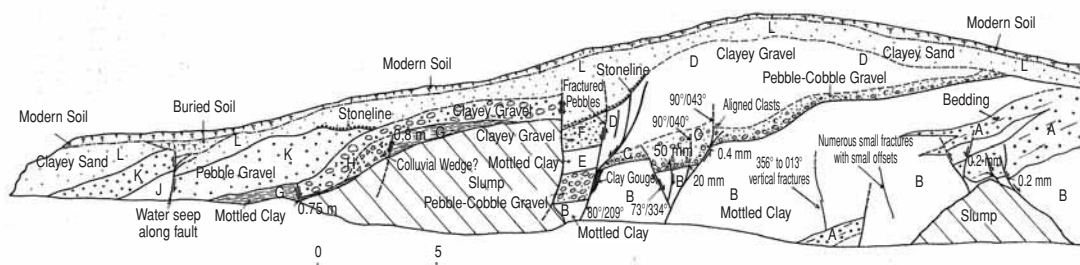 Modern Soil
L
Clayey Gravel
D
L
Clayey Sand
D
L
Modern Soil
Stoneline
L
Pebble-Cobble Gravel
Modern Soil
Buried Soil
Stoneline
Fractured
Pebbles
D
90°/043°
Aligned Clasts
Bedding
L
L
Clayey Gravel
0.8 m
G
Clayey Gravel
F
90°/040°
C
A
A
Clayey Sand
L
K
K
J
Pebble Gravel
H
Colluvial Wedge?
Mottled Clay
E
C
50 mm
0.4 mm
356° to 013°
vertical fractures
Numerous small fractures
with small offsets
0.2 mm
0.2 mm
G
Slump
Clay Gouge
B
B
20 mm
B
B
B
Mottled Clay
Water seep
along fault
0.75 m
Pebble-Cobble Gravel
B
80°/209°
73°/334°
Mottled Clay
Mottled Clay
A
Slump
0
5